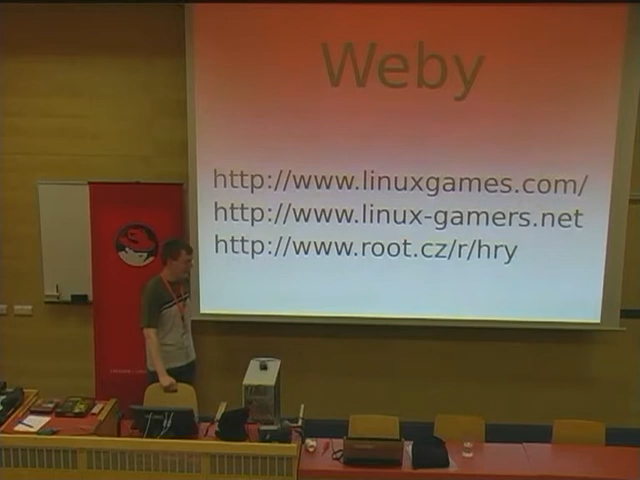 Weby
http://www.linuxgames.com/
http://www.linux-gamers.net
http://www.root.cz/r/hry